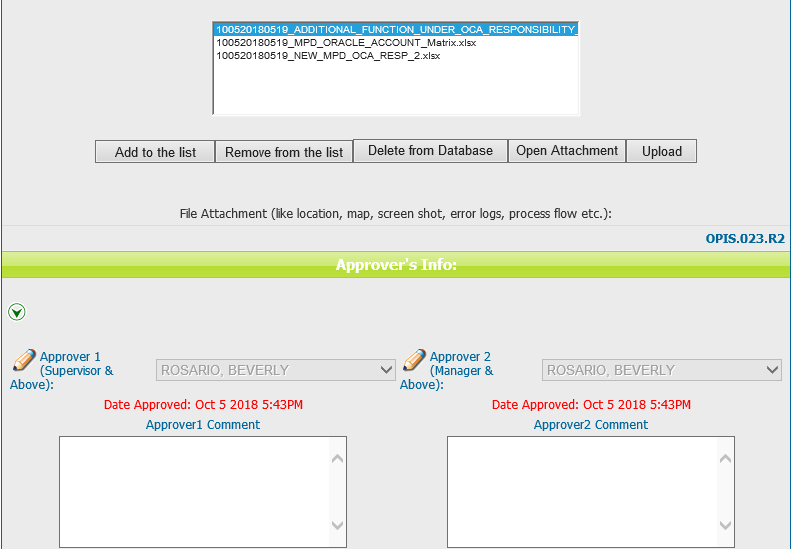 100520180519_ADDITIONAL_FUNCTION_UNDER_OCA_RESPONSIBILITY_
100520180519_MPD_ORACLE_ACCOUNT_Matrix.xlsx
100520180519_NEW_MPD_OCA_RESP_2.xlsx
Add to the list Remove from the list Delete from Database Open Attachment Upload
File Attachment (like location, map, screen shot, error logs, process flow etc.):
OPIS.023.R2
Approver's Info:
Approver 1
(Supervisor &
Above):
ROSARIO, BEVERLY
Approver 2
(Manager &
Above):
ROSARIO, BEVERLY
Date Approved: Oct 5 2018 5:43PM
Date Approved: Oct 5 2018 5:43PM
Approver1 Comment
Approver2 Comment